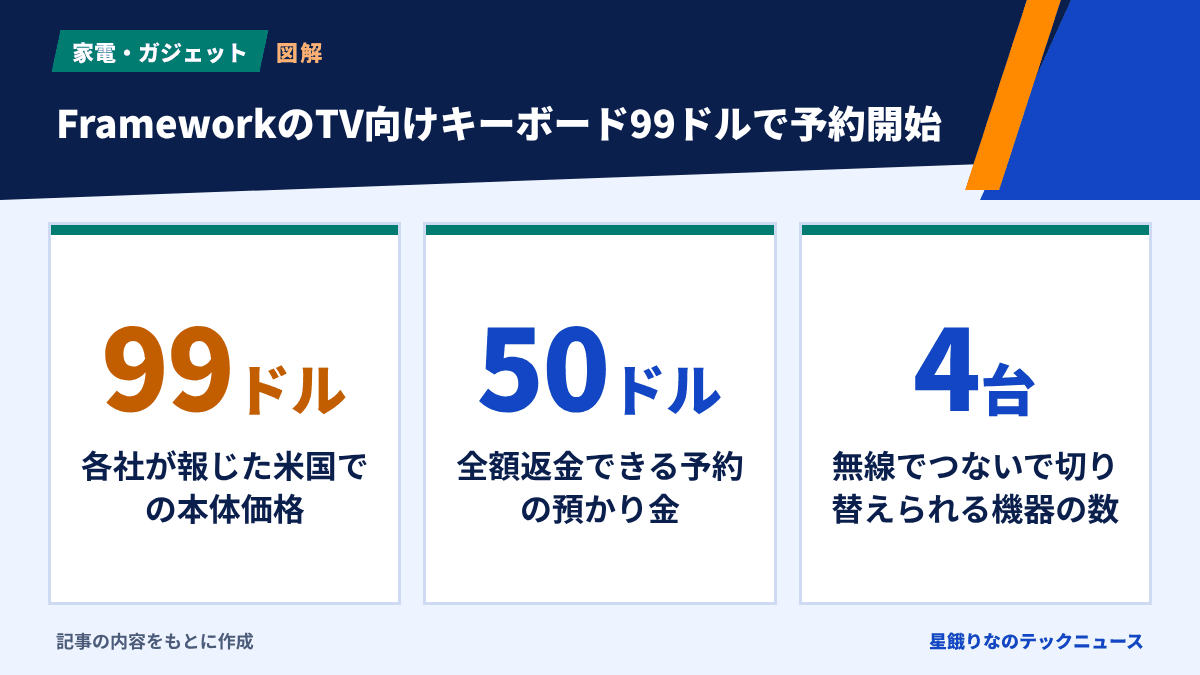 家電・ガジェット 図解
FrameworkのTV向けキーボード99ドルで予約開始
99ドル
各社が報じた米国で
の本体価格
50ドル
全額返金できる予約
の預かり金
4台
無線でつないで切り
替えられる機器の数
記事の内容をもとに作成
星餓りなのテックニュース